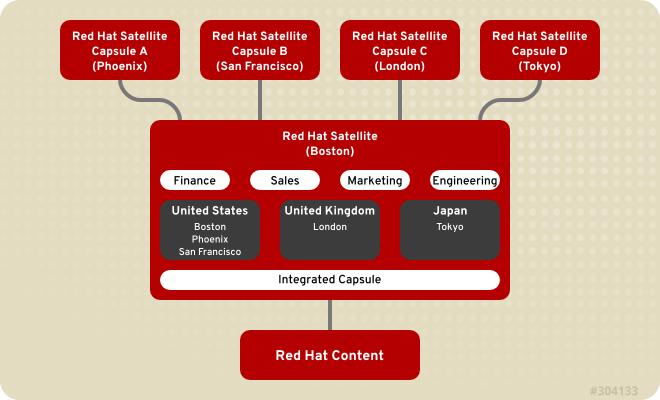 Red Hat Satellite
Capsule A
(Phoenix)
Red Hat Satellite
Capsule B
(San Francisco)
Red Hat Satellite
Capsule C
(London)
Red Hat Satellite
Capsule D
(Tokyo)
Red Hat Satellite
(Boston)
Finance
Sales
Marketing
Engineering
United States
Boston
Phoenix
San Francisco
United Kingdom
London
Japan
Tokyo
Integrated Capsule
Red Hat Content
#304133